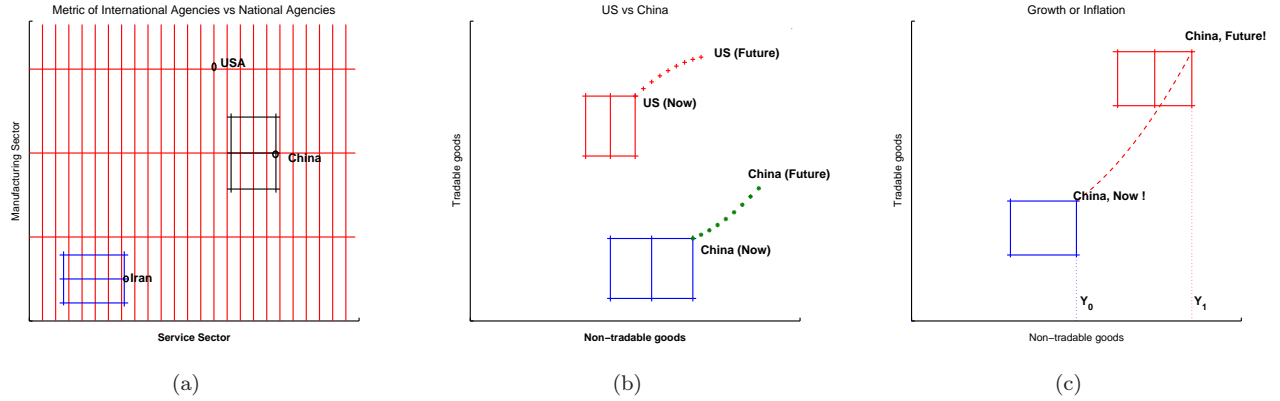 Metric of International Agencies vs National Agencies
USA
China
Iran
Manufacturing Sector
Service Sector
(a)
US vs China
US (Future)
US (Now)
China (Future)
China (Now)
Tradable goods
Non−tradable goods
(b)
Growth or Inflation
China, Future!
China, Now !
Y0
Y1
Tradable goods
Non−tradable goods
(c)